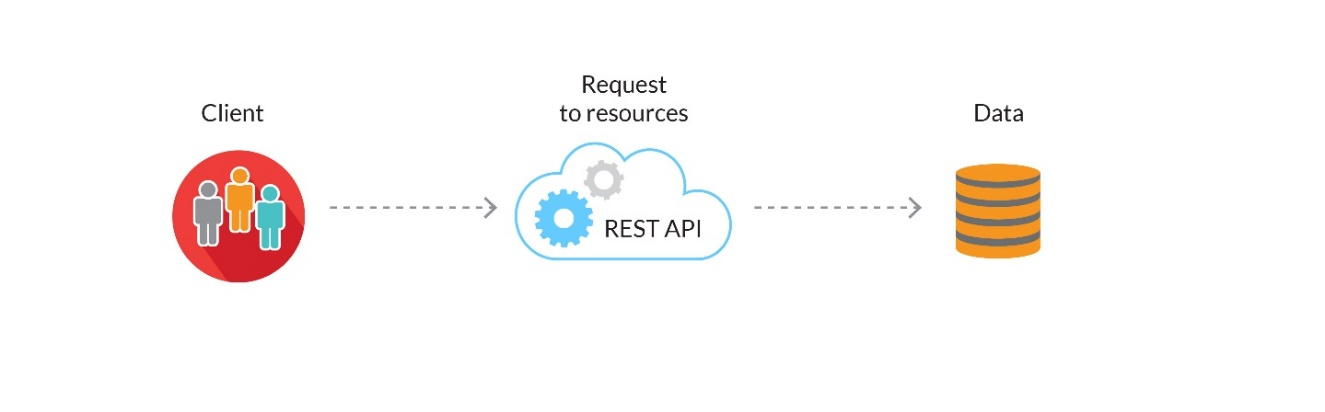 Client
Request
to resources
REST API
Data